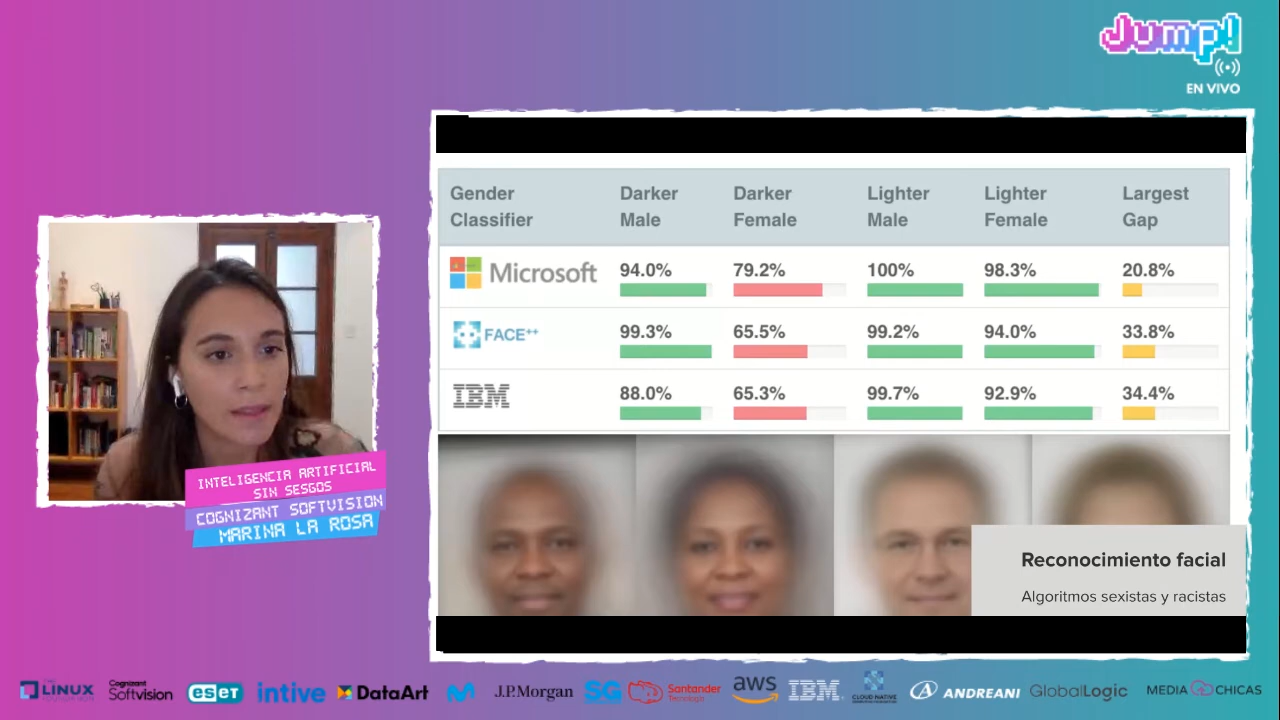 Jump!
EN VIVO
Gender Classifier
Darker Male
Darker Female
Lighter Male
Lighter Female
Largest Gap
Microsoft 94.0% 79.2% 100% 98.3% 20.8%
FACE++ 99.3% 65.5% 99.2% 94.0% 33.8%
IBM 88.0% 65.3% 99.7% 92.9% 34.4%
Reconocimiento facial
Algoritmos sexistas y racistas
INTELIGENCIA ARTIFICIAL
SIN SESGOS
COGNIZANT SOFTVISION
MARINA LA ROSA
LINUX Cognizant Softvision eseT intive DataArt J.P.Morgan SG Santander Tecnología aws IBM CLOUD NATIVE ANDREANI GlobalLogic MEDIA CHICAS